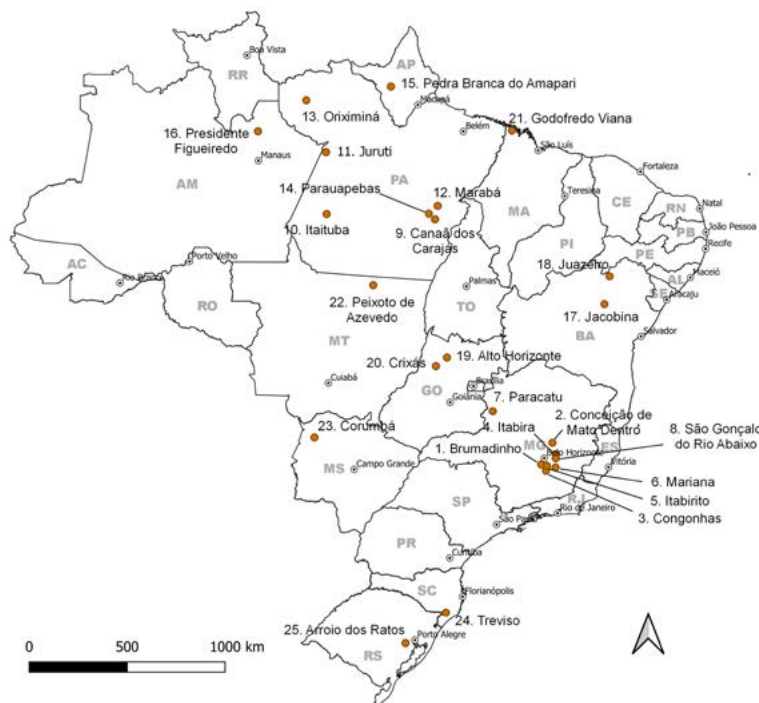 Boa Vista
RR
AP
15. Pedra Branca do Amapari
Macapá
13. Oriximiná
16. Presidente
Figueiredo
Manaus
11. Juruti
Belém
21. Godofredo Viana
São Luís
Fortaleza
AM
14. Parauapebas
PA
12. Marabá
MA
Teresina
CE
RN
Natal
PB
João Pessoa
Recife
10. Itaituba
9. Canaã dos
Carajas
PI
PE
AC
Rio Branco
Porto Velho
18. Juazeiro
AL
Maceió
SE
Aracaju
RO
22. Peixoto de
Azevedo
Palmas
TO
17. Jacobina
BA
Salvador
MT
20. Crixás
19. Alto Horizonte
Cuiabá
GO
Brasília
Goiânia
7. Paracatu
2. Conceição de
Mato Dentro
4. Itabira
8. São Gonçalo
do Rio Abaixo
23. Corumbá
1. Brumadinho
MG
Belo Horizonte
ES
Vitória
MS
Campo Grande
6. Mariana
5. Itabirito
3. Congonhas
SP
RJ
Rio de Janeiro
São Paulo
PR
Curitiba
SC
Florianópolis
24. Treviso
25. Arroio dos Ratos
Porto Alegre
RS
0 500 1000 km